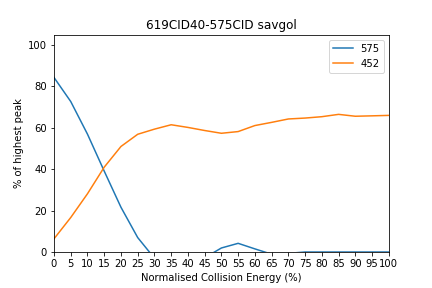 619CID40-575CID savgol
100
80
60
40
20
0
% of highest peak
575
452
0 5 10 15 20 25 30 35 40 45 50 55 60 65 70 75 80 85 90 95 100
Normalised Collision Energy (%)